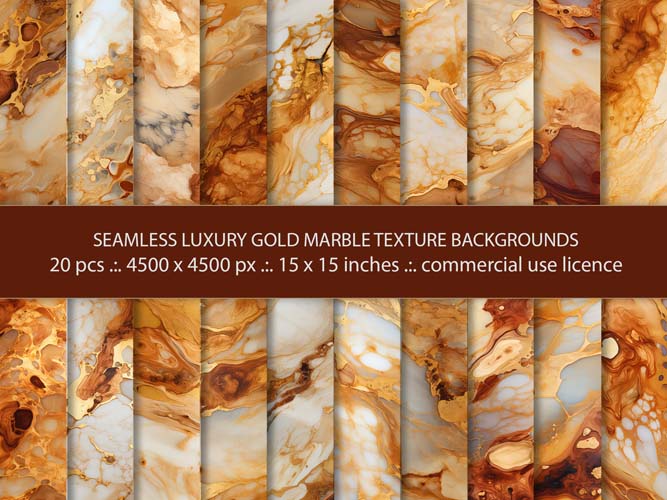 SEAMLESS LUXURY GOLD MARBLE TEXTURE BACKGROUNDS
20 pcs .:. 4500 x 4500 px .:. 15 x 15 inches .:. commercial use licence